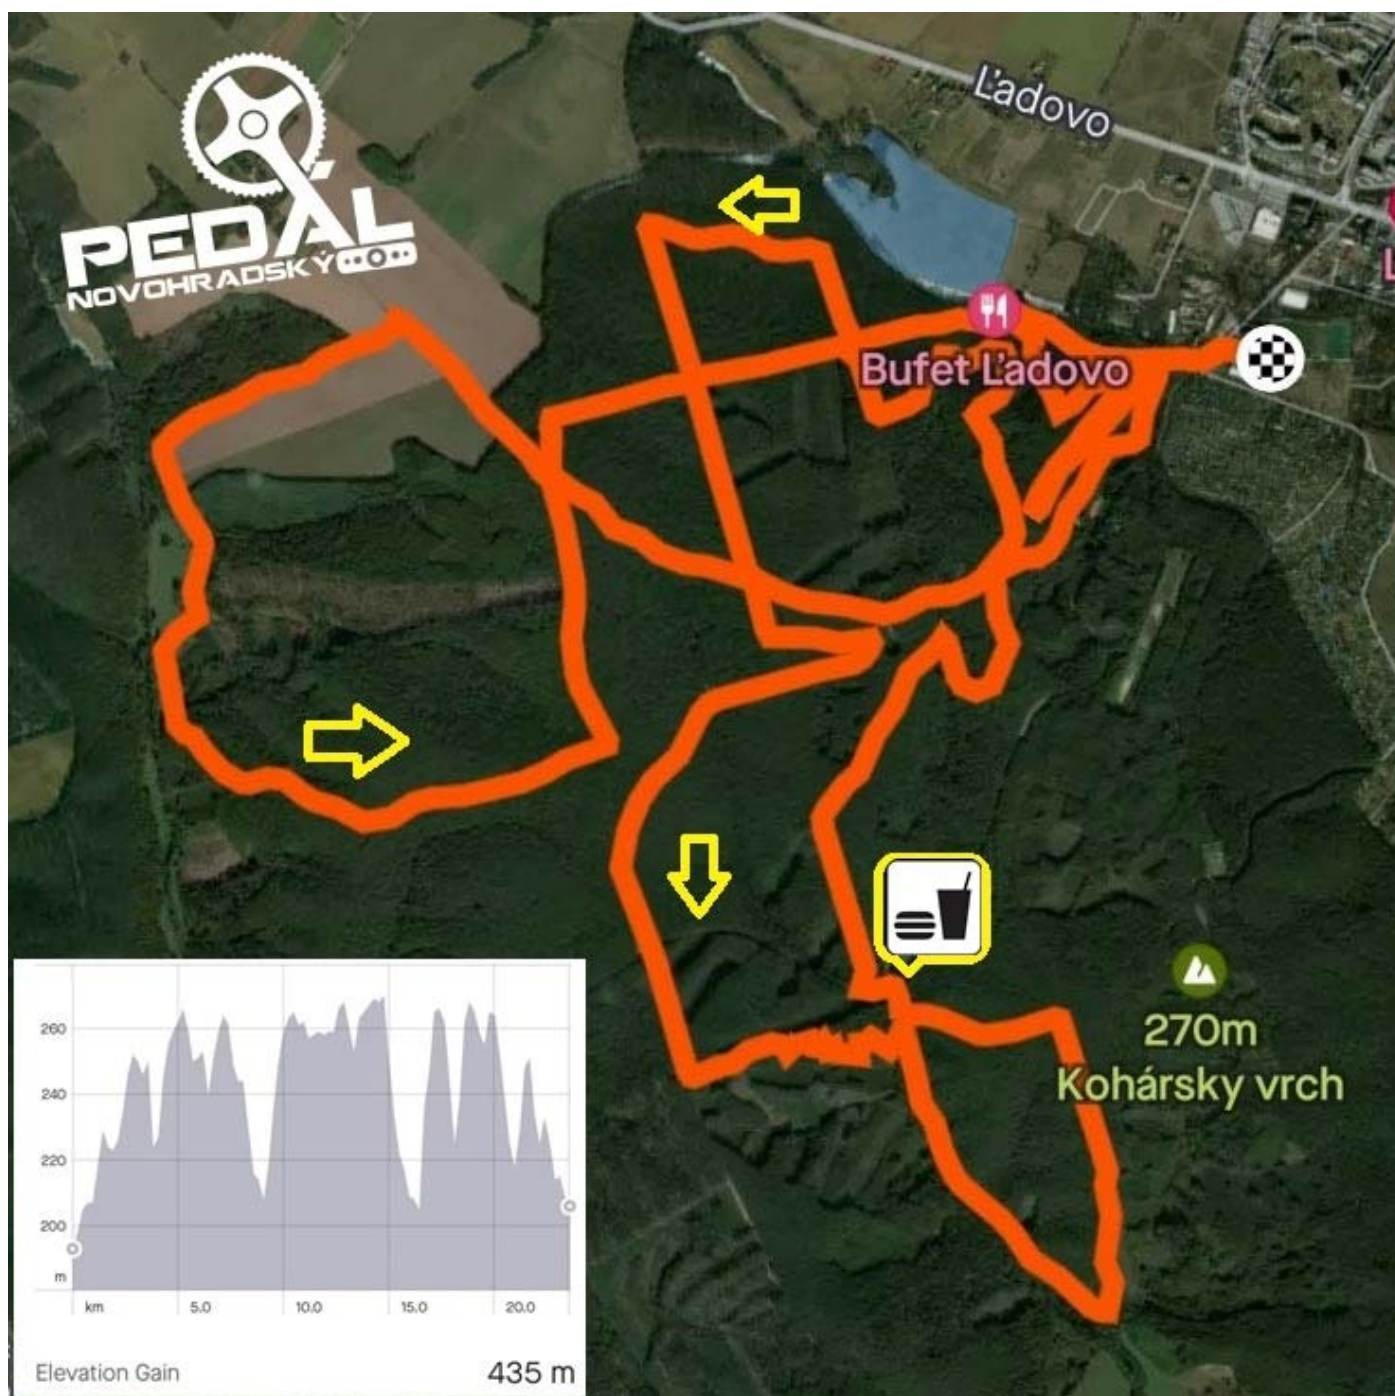 Ľadovo
PEDÁL
NOVOHRADSKÝ
L
Bufet Ľadovo
270m
Kohársky vrch
260
240
220
200
m
km 5.0 10.0 15.0 20.0
Elevation Gain 435 m